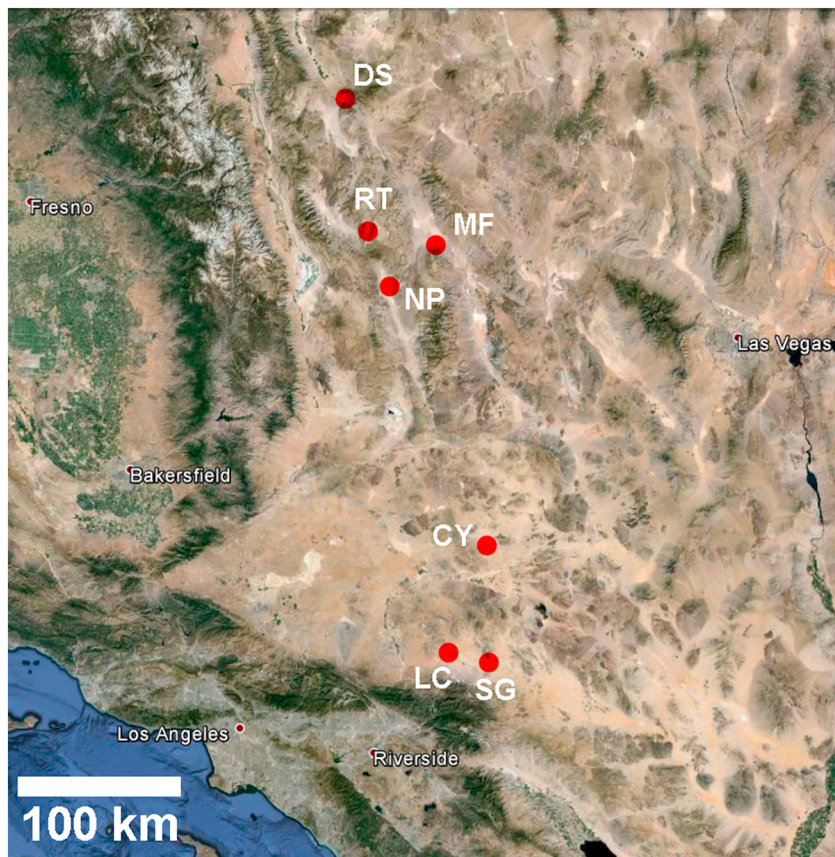 DS
RT
Fresno
MF
NP
Las Vegas
Bakersfield
CY
LC
SG
Los Angeles
Riverside
100 km